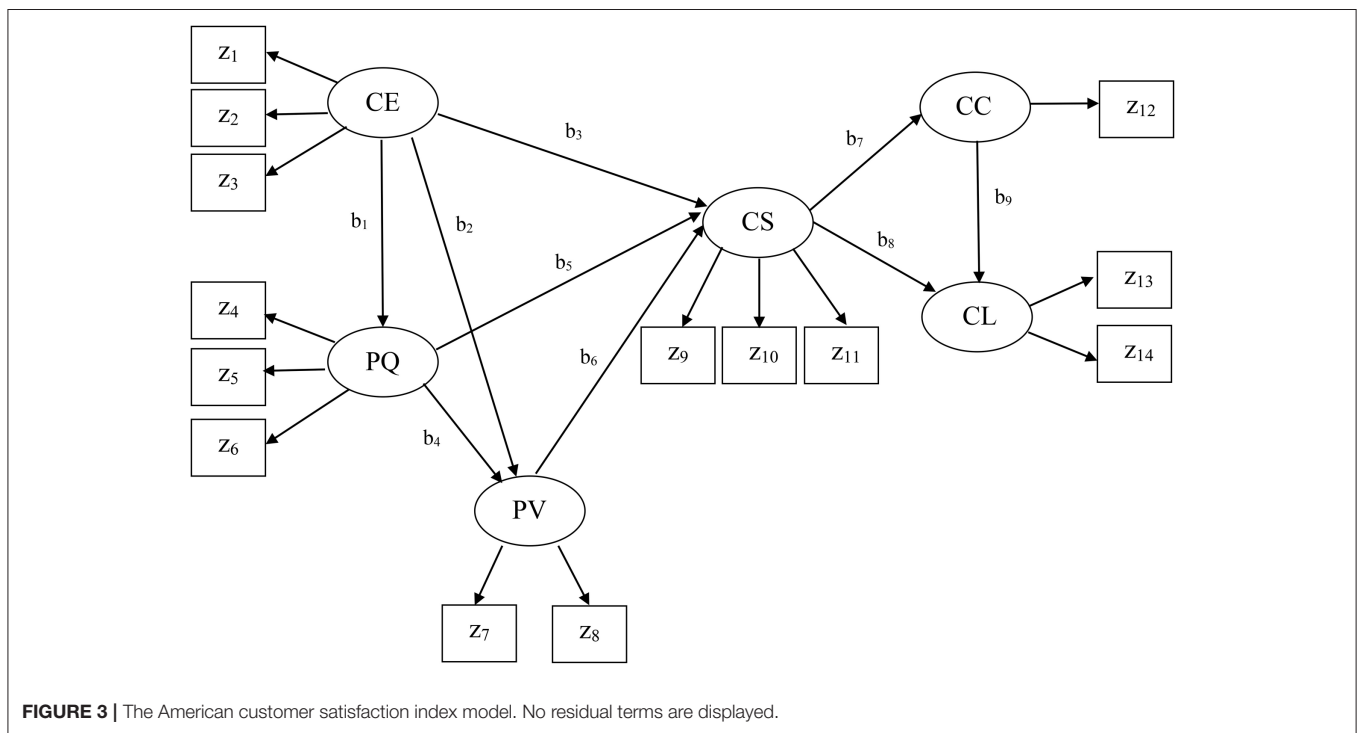 z1
CE
CC
z12
z2
b3
b7
z3
b9
b1
b2
CS
b8
b5
z13
z4
CL
z9
z10
z11
z14
b6
PQ
z5
z6
b4
PV
z7
z8
FIGURE 3 | The American customer satisfaction index model. No residual terms are displayed.